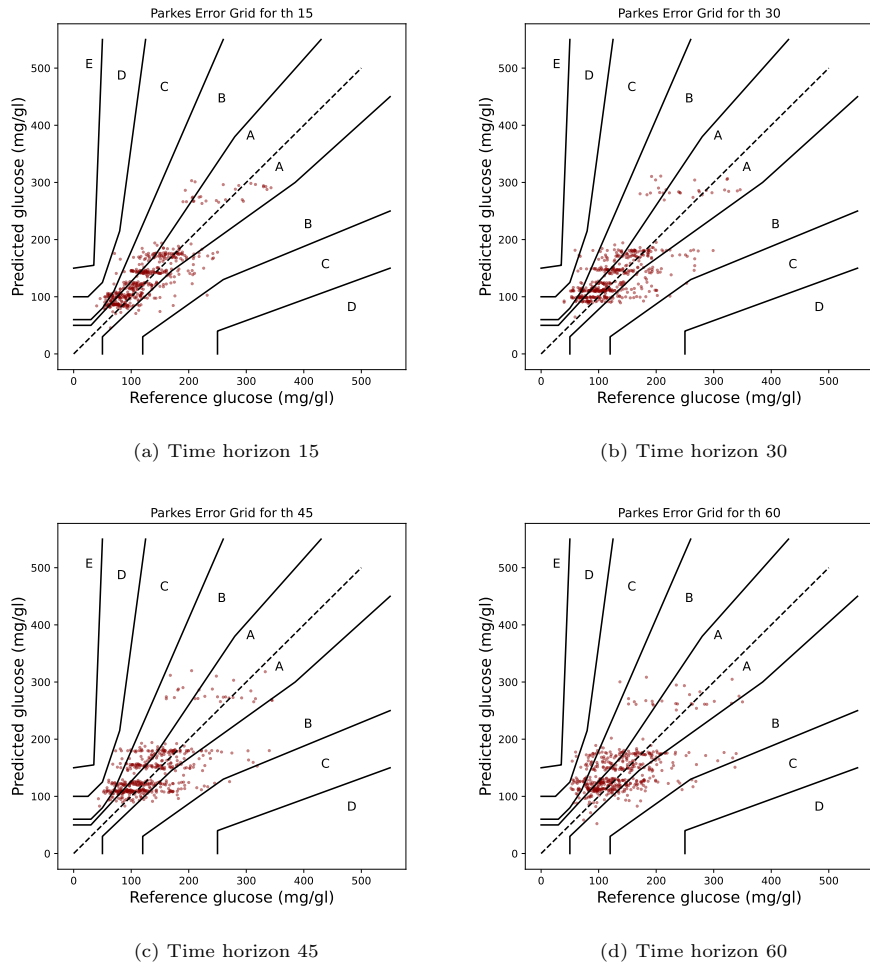 Parkes Error Grid for th 15
Predicted glucose (mg/gl)
500
400
300
200
100
0
E
D
C
B
A
A
B
C
D
0 100 200 300 400 500
Reference glucose (mg/gl)
(a) Time horizon 15
Parkes Error Grid for th 30
Predicted glucose (mg/gl)
500
400
300
200
100
0
E
D
C
B
A
A
B
C
D
0 100 200 300 400 500
Reference glucose (mg/gl)
(b) Time horizon 30
Parkes Error Grid for th 45
Predicted glucose (mg/gl)
500
400
300
200
100
0
E
D
C
B
A
A
B
C
D
0 100 200 300 400 500
Reference glucose (mg/gl)
(c) Time horizon 45
Parkes Error Grid for th 60
Predicted glucose (mg/gl)
500
400
300
200
100
0
E
D
C
B
A
A
B
C
D
0 100 200 300 400 500
Reference glucose (mg/gl)
(d) Time horizon 60